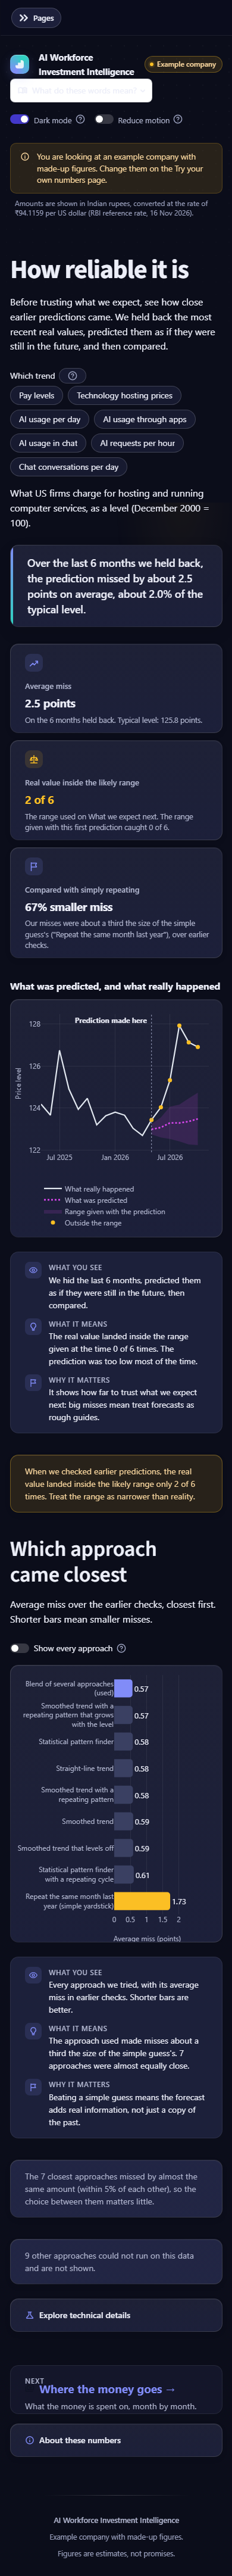 Pages
AI Workforce
Investment Intelligence
Example company
What do these words mean?
Dark mode
Reduce motion
You are looking at an example company with
made-up figures. Change them on the Try your
own numbers page.
Amounts are shown in Indian rupees, converted at the rate of
₹94.1159 per US dollar (RBI reference rate, 16 Nov 2026).
How reliable it is
Before trusting what we expect, see how close
earlier predictions came. We held back the most
recent real values, predicted them as if they were
still in the future, and then compared.
Which trend
Pay levels
Technology hosting prices
AI usage per day
AI usage through apps
AI usage in chat
AI requests per hour
Chat conversations per day
What US firms charge for hosting and running
computer services, as a level (December 2000 =
100).
Over the last 6 months we held back,
the prediction missed by about 2.5
points on average, about 2.0% of the
typical level.
Average miss
2.5 points
On the 6 months held back. Typical level: 125.8 points.
Real value inside the likely range
2 of 6
The range used on What we expect next. The range
given with this first prediction caught 0 of 6.
Compared with simply repeating
67% smaller miss
Our misses were about a third the size of the simple
guess's ("Repeat the same month last year"), over earlier
checks.
What was predicted, and what really happened
Prediction made here
128
126
124
122
Price level
Jul 2025
Jan 2026
Jul 2026
What really happened
What was predicted
Range given with the prediction
Outside the range
WHAT YOU SEE
We hid the last 6 months, predicted them
as if they were still in the future, then
compared.
WHAT IT MEANS
The real value landed inside the range
given at the time 0 of 6 times. The
prediction was too low most of the time.
WHY IT MATTERS
It shows how far to trust what we expect
next: big misses mean treat forecasts as
rough guides.
When we checked earlier predictions, the real
value landed inside the likely range only 2 of 6
times. Treat the range as narrower than reality.
Which approach
came closest
Average miss over the earlier checks, closest first.
Shorter bars mean smaller misses.
Show every approach
Blend of several approaches
(used)
0.57
Smoothed trend with a
repeating pattern that grows
with the level
0.57
Statistical pattern finder
0.58
Straight-line trend
0.58
Smoothed trend with a
repeating pattern
0.58
Smoothed trend
0.59
Smoothed trend that levels off
0.59
Statistical pattern finder
with a repeating cycle
0.61
Repeat the same month last
year (simple yardstick)
1.73
0 0.5 1 1.5 2
Average miss (points)
WHAT YOU SEE
Every approach we tried, with its average
miss in earlier checks. Shorter bars are
better.
WHAT IT MEANS
The approach used made misses about a
third the size of the simple guess's. 7
approaches were almost equally close.
WHY IT MATTERS
Beating a simple guess means the forecast
adds real information, not just a copy of
the past.
The 7 closest approaches missed by almost the
same amount (within 5% of each other), so the
choice between them matters little.
9 other approaches could not run on this data
and are not shown.
Explore technical details
NEXT
Where the money goes →
What the money is spent on, month by month.
About these numbers
AI Workforce Investment Intelligence
Example company with made-up figures.
Figures are estimates, not promises.